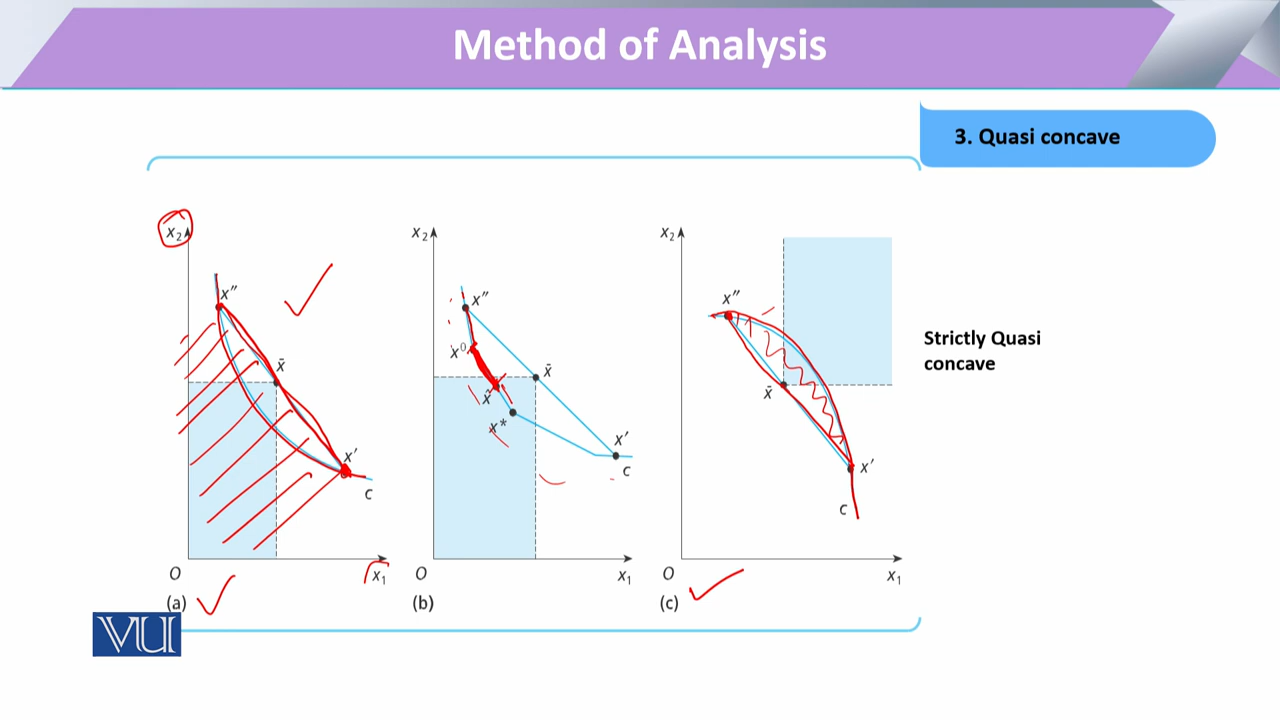 Method of Analysis
3. Quasi concave
x₂
x″
x̄
x′
c
O
x₁
(a)
x₂
x″
x⁰
x̄
x̂
x*
x′
c
O
x₁
(b)
x₂
x″
x̄
x′
c
O
x₁
(c)
Strictly Quasi
concave
VU